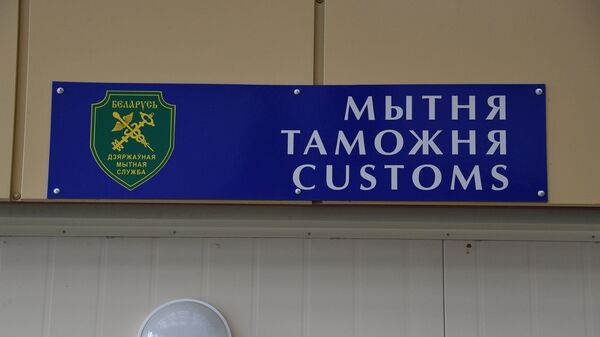 БЕЛАРУСЬ
ДЗЯРЖАЎНАЯ
МЫТНАЯ
СЛУЖБА
МЫТНЯ
ТАМОЖНЯ
CUSTOMS